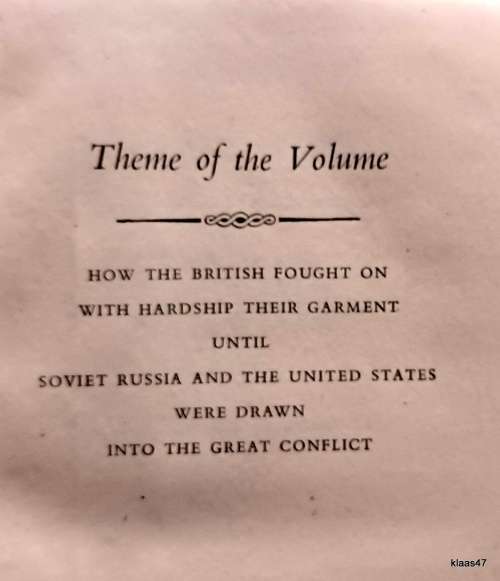 Theme of the Volume
HOW THE BRITISH FOUGHT ON
WITH HARDSHIP THEIR GARMENT
UNTIL
SOVIET RUSSIA AND THE UNITED STATES
WERE DRAWN
INTO THE GREAT CONFLICT
klaas47